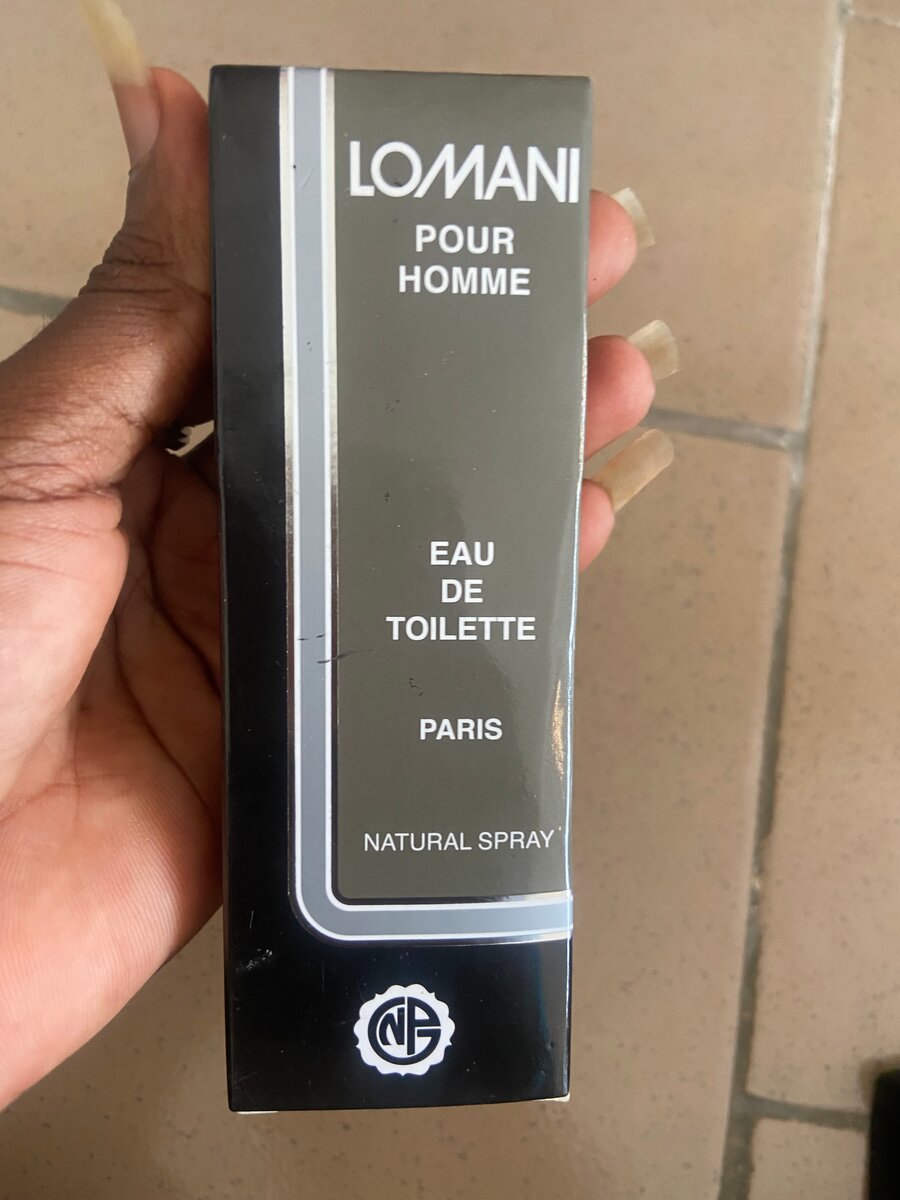 LOMANI
POUR
HOMME
EAU
DE
TOILETTE
PARIS
NATURAL SPRAY